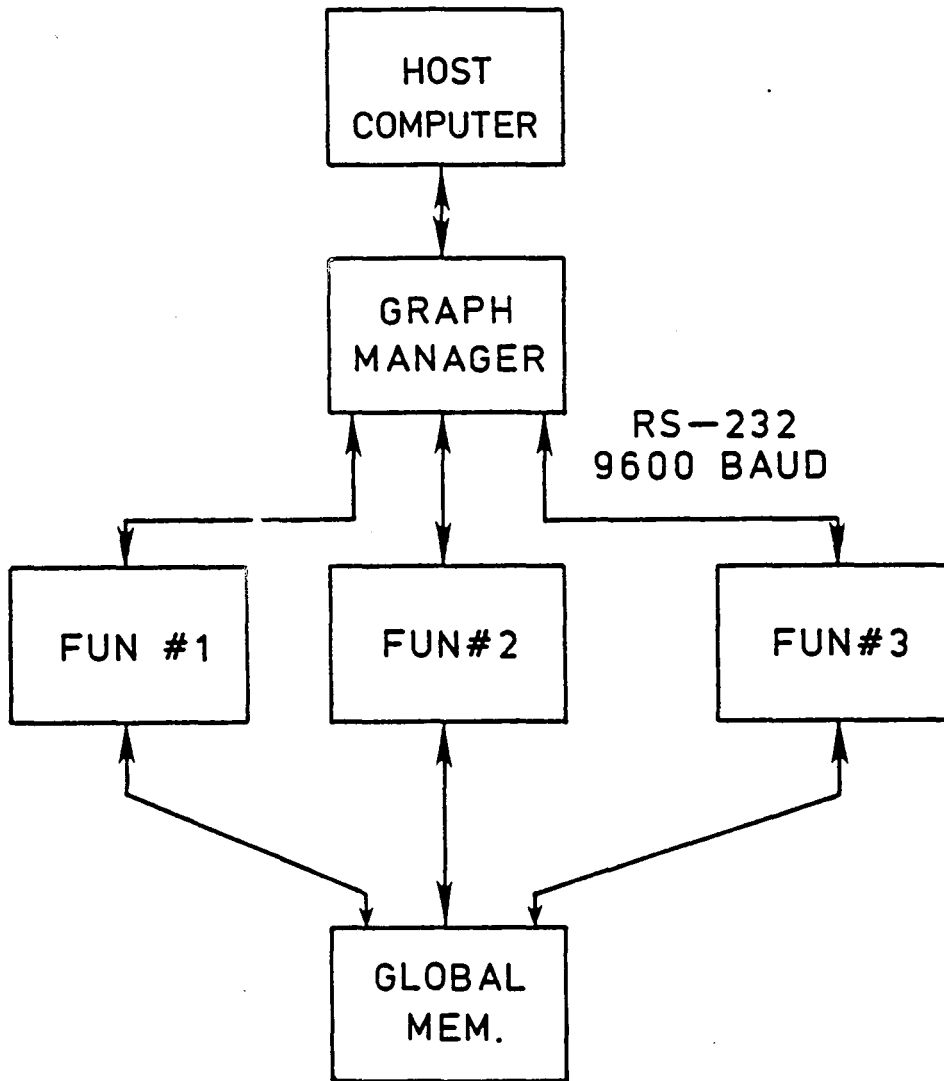 HOST
COMPUTER
GRAPH
MANAGER
RS-232
9600 BAUD
FUN #1
FUN#2
FUN#3
GLOBAL
MEM.